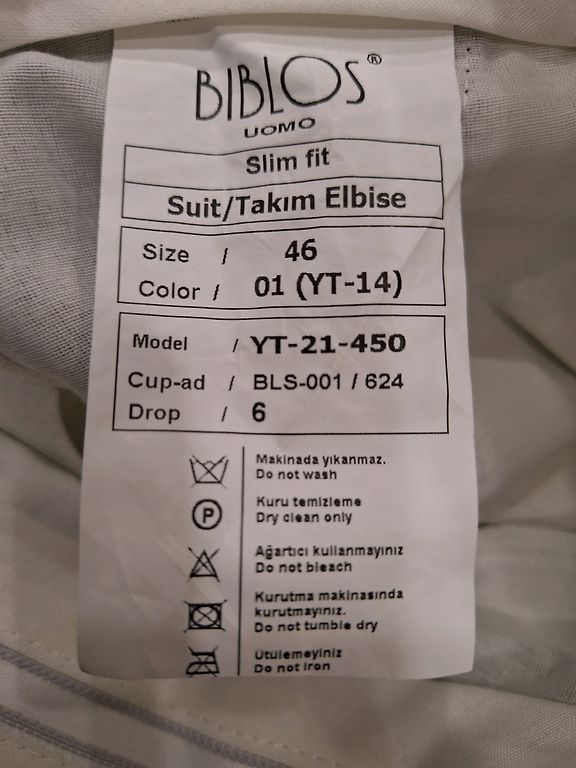 BIBLOS®
UOMO
Slim fit
Suit/Takım Elbise
Size / 46
Color / 01 (YT-14)
Model / YT-21-450
Cup-ad / BLS-001 / 624
Drop / 6
Makinada yıkanmaz.
Do not wash
P
Kuru temizleme
Dry clean only
Ağartıcı kullanmayınız
Do not bleach
Kurutma makinasında
kurutmayınız.
Do not tumble dry
Ütülemeyiniz
Do not iron